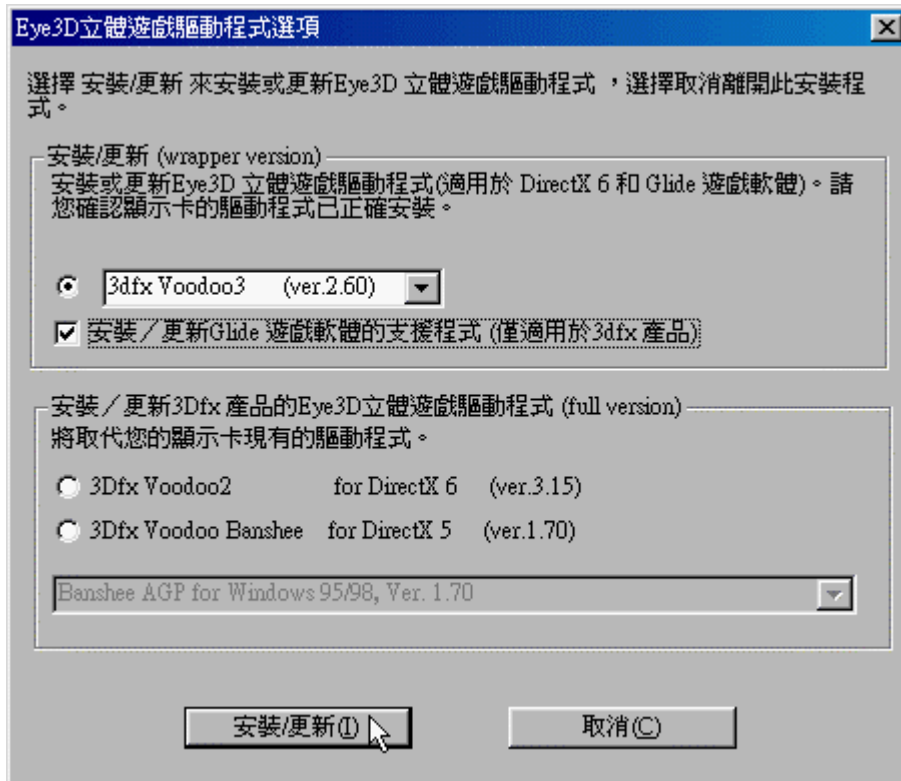 Eye3D立體遊戲驅動程式選項
選擇 安裝/更新 來安裝或更新Eye3D 立體遊戲驅動程式 ,選擇取消離開此安裝程
式。
安裝/更新 (wrapper version)
安裝或更新Eye3D 立體遊戲驅動程式(適用於 DirectX 6 和 Glide 遊戲軟體)。請
您確認顯示卡的驅動程式已正確安裝。
3dfx Voodoo3 (ver.2.60)
安裝/更新Glide 遊戲軟體的支援程式 (僅適用於3dfx 產品)
安裝/更新3Dfx 產品的Eye3D立體遊戲驅動程式 (full version)
將取代您的顯示卡現有的驅動程式。
3Dfx Voodoo2 for DirectX 6 (ver.3.15)
3Dfx Voodoo Banshee for DirectX 5 (ver.1.70)
Banshee AGP for Windows 95/98, Ver. 1.70
安裝/更新(I) 取消(C)